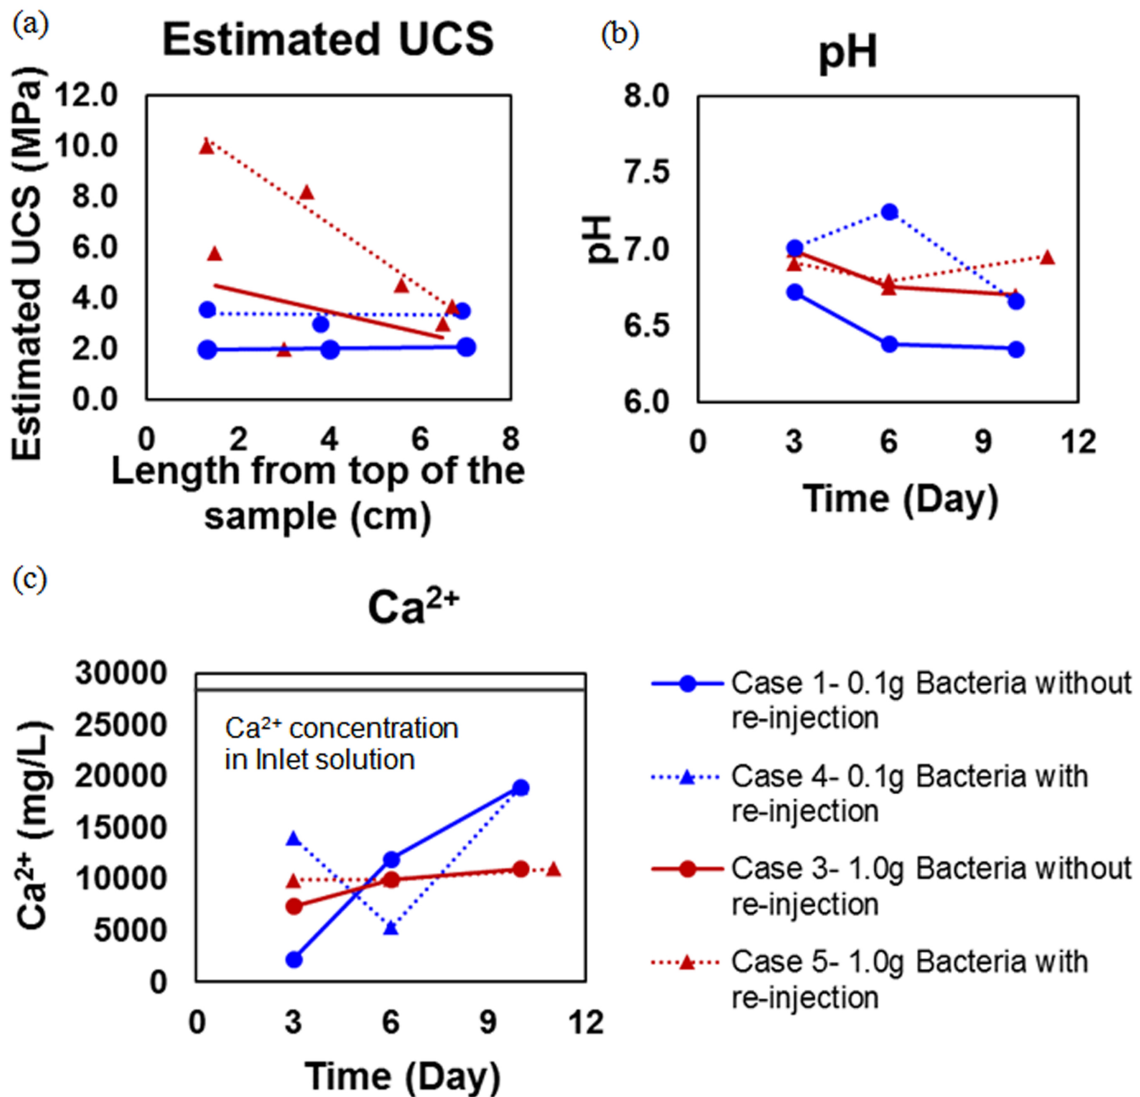 (a)
Estimated UCS
Estimated UCS (MPa)
12.0
10.0
8.0
6.0
4.0
2.0
0.0
0 2 4 6 8
Length from top of the
sample (cm)
(b)
pH
pH
8.0
7.5
7.0
6.5
6.0
0 3 6 9 12
Time (Day)
(c)
Ca²⁺
Ca²⁺ (mg/L)
30000
25000
20000
15000
10000
5000
0
Ca²⁺ concentration
in Inlet solution
0 3 6 9 12
Time (Day)
Case 1- 0.1g Bacteria without
re-injection
Case 4- 0.1g Bacteria with
re-injection
Case 3- 1.0g Bacteria without
re-injection
Case 5- 1.0g Bacteria with
re-injection